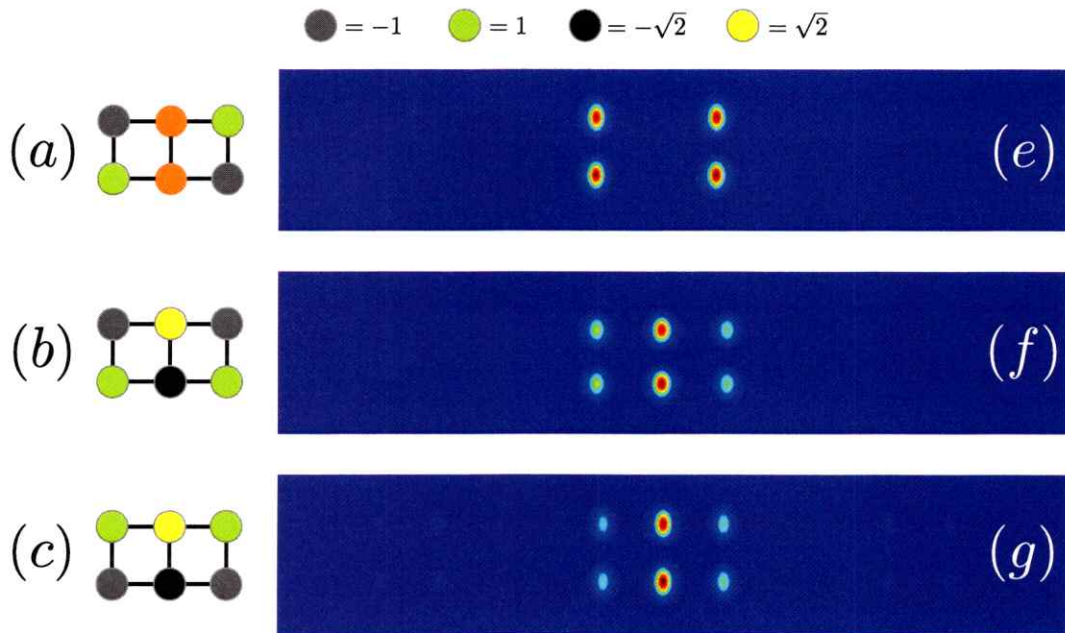 = −1 = 1 = −√2 = √2
(a) (e)
(b) (f)
(c) (g)